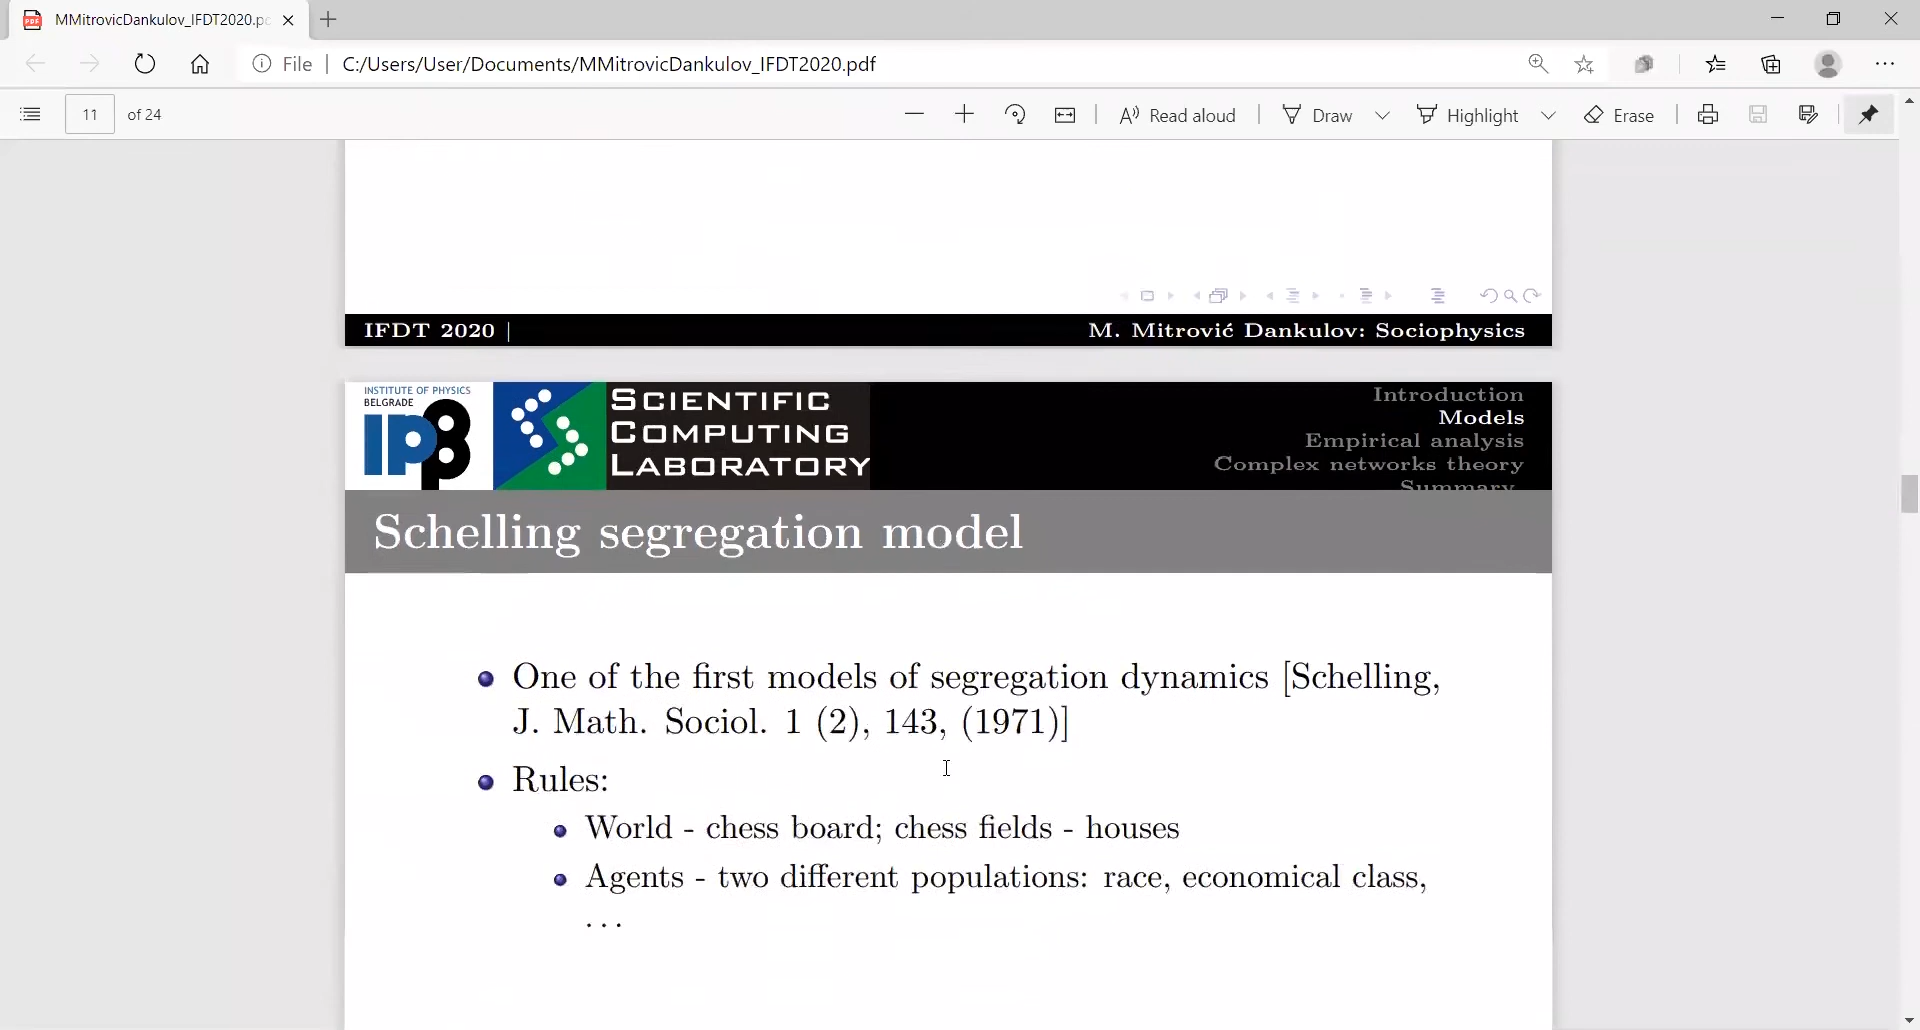 MMitrovicDankulov_IFDT2020.p
File
C:/Users/User/Documents/MMitrovicDankulov_IFDT2020.pdf
11 of 24
Read aloud
Draw
Highlight
Erase
IFDT 2020 |
M. Mitrović Dankulov: Sociophysics
INSTITUTE OF PHYSICS
BELGRADE
SCIENTIFIC
COMPUTING
LABORATORY
Introduction
Models
Empirical analysis
Complex networks theory
Summary
Schelling segregation model
One of the first models of segregation dynamics [Schelling,
J. Math. Sociol. 1 (2), 143, (1971)]
Rules:
World - chess board; chess fields - houses
Agents - two different populations: race, economical class,
...